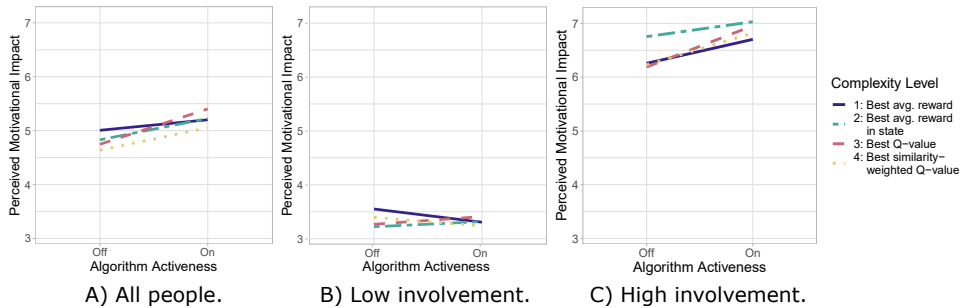 Perceived Motivational Impact
7
6
5
4
3
Off
On
Algorithm Activeness
A) All people.
Perceived Motivational Impact
7
6
5
4
3
Off
On
Algorithm Activeness
B) Low involvement.
Perceived Motivational Impact
7
6
5
4
3
Off
On
Algorithm Activeness
C) High involvement.
Complexity Level
1: Best avg. reward
2: Best avg. reward
in state
3: Best Q−value
4: Best similarity−
weighted Q−value